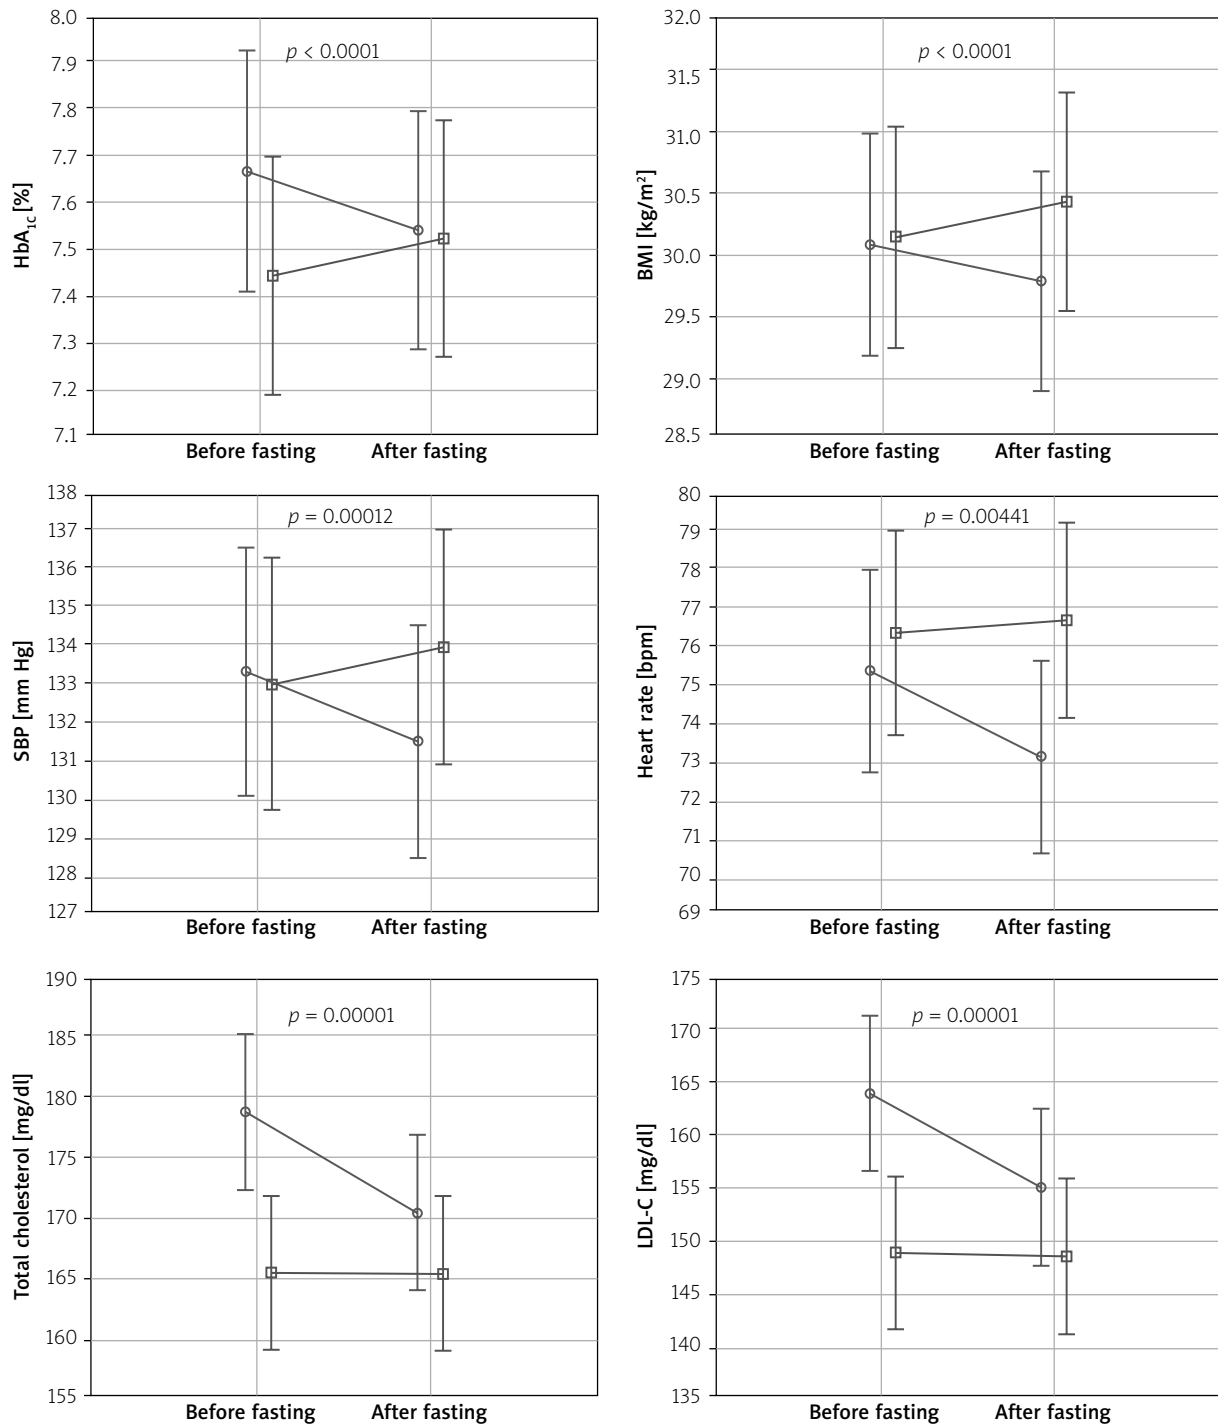 HbA1C [%]
8.0
7.9
7.8
7.7
7.6
7.5
7.4
7.3
7.2
7.1
p < 0.0001
Before fasting
After fasting
BMI [kg/m²]
32.0
31.5
31.0
30.5
30.0
29.5
29.0
28.5
p < 0.0001
Before fasting
After fasting
SBP [mm Hg]
138
137
136
135
134
133
132
131
130
129
128
127
p = 0.00012
Before fasting
After fasting
Heart rate [bpm]
80
79
78
77
76
75
74
73
72
71
70
69
p = 0.00441
Before fasting
After fasting
Total cholesterol [mg/dl]
190
185
180
175
170
165
160
155
p = 0.00001
Before fasting
After fasting
LDL-C [mg/dl]
175
170
165
160
155
150
145
140
135
p = 0.00001
Before fasting
After fasting